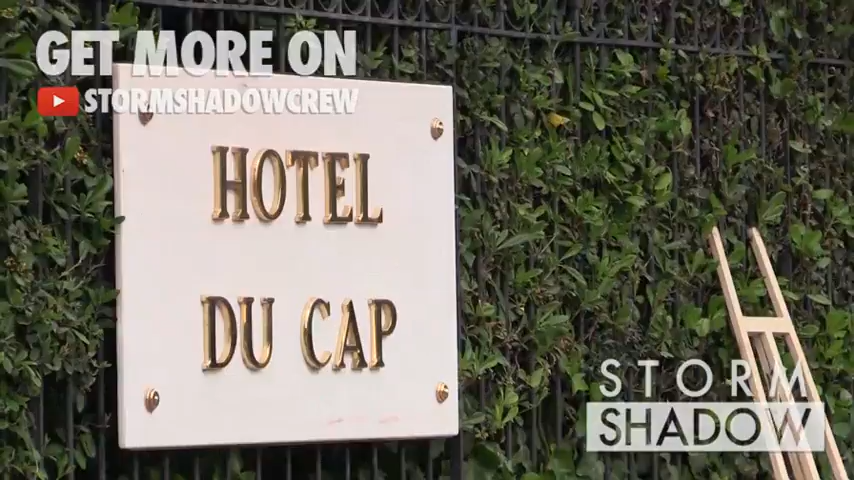 GET MORE ON
STORMSHADOWCREW
HOTEL
DU CAP
STORM
SHADOW